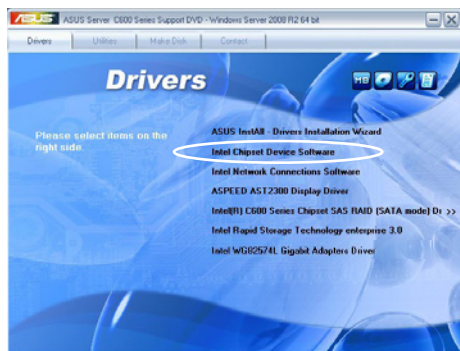 ASUS ASUS Server C600 Series Support DVD - Windows Server 2008 R2 64 bit
Drivers Utilities Make Disk Contact
Drivers
Please select items on the
right side.
ASUS InstAll - Drivers Installation Wizard
Intel Chipset Device Software
Intel Network Connections Software
ASPEED AST2300 Display Driver
Intel(R) C600 Series Chipset SAS RAID (SATA mode) Dr >>
Intel Rapid Storage Technology enterprise 3.0
Intel WG82574L Gigabit Adapters Driver